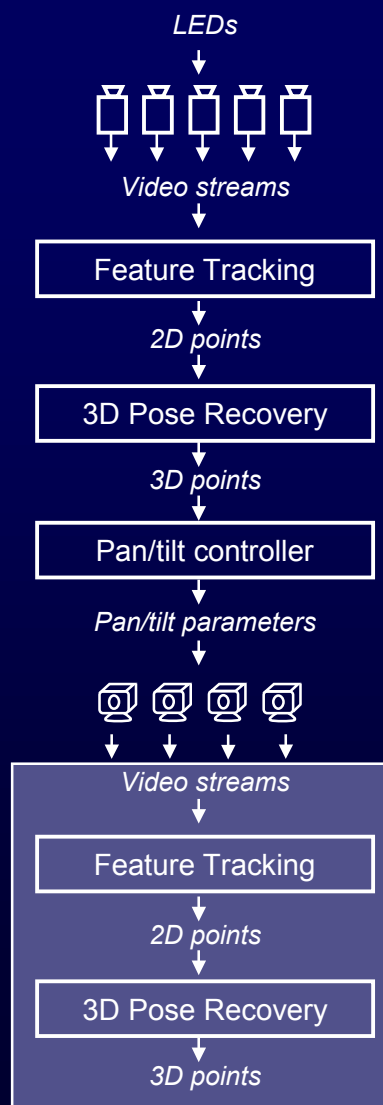 LEDs
Video streams
Feature Tracking
2D points
3D Pose Recovery
3D points
Pan/tilt controller
Pan/tilt parameters
Video streams
Feature Tracking
2D points
3D Pose Recovery
3D points